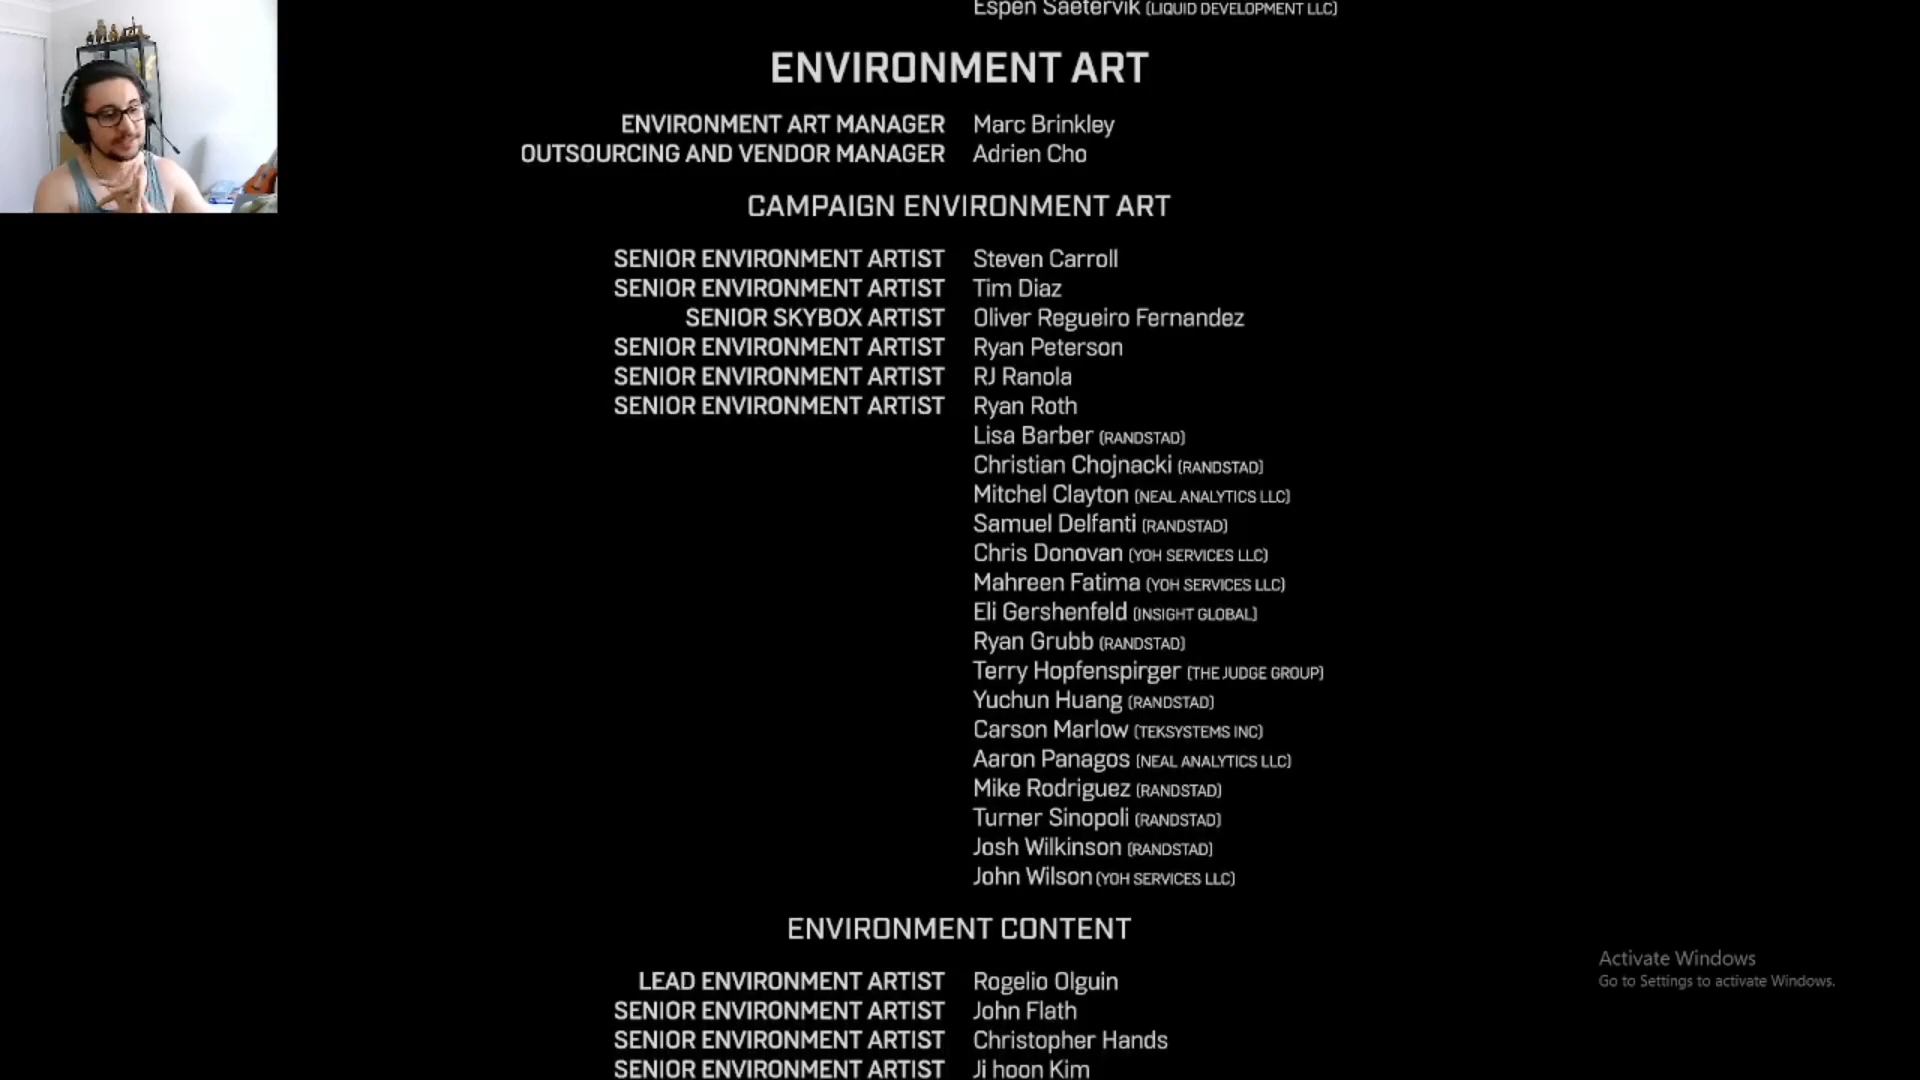 Espen Saetervik (LIQUID DEVELOPMENT LLC)
ENVIRONMENT ART
ENVIRONMENT ART MANAGER Marc Brinkley
OUTSOURCING AND VENDOR MANAGER Adrien Cho
CAMPAIGN ENVIRONMENT ART
SENIOR ENVIRONMENT ARTIST Steven Carroll
SENIOR ENVIRONMENT ARTIST Tim Diaz
SENIOR SKYBOX ARTIST Oliver Regueiro Fernandez
SENIOR ENVIRONMENT ARTIST Ryan Peterson
SENIOR ENVIRONMENT ARTIST RJ Ranola
SENIOR ENVIRONMENT ARTIST Ryan Roth
Lisa Barber (RANDSTAD)
Christian Chojnacki (RANDSTAD)
Mitchel Clayton (NEAL ANALYTICS LLC)
Samuel Delfanti (RANDSTAD)
Chris Donovan (YOH SERVICES LLC)
Mahreen Fatima (YOH SERVICES LLC)
Eli Gershenfeld (INSIGHT GLOBAL)
Ryan Grubb (RANDSTAD)
Terry Hopfenspirger (THE JUDGE GROUP)
Yuchun Huang (RANDSTAD)
Carson Marlow (TEKSYSTEMS INC)
Aaron Panagos (NEAL ANALYTICS LLC)
Mike Rodriguez (RANDSTAD)
Turner Sinopoli (RANDSTAD)
Josh Wilkinson (RANDSTAD)
John Wilson (YOH SERVICES LLC)
ENVIRONMENT CONTENT
LEAD ENVIRONMENT ARTIST Rogelio Olguin
SENIOR ENVIRONMENT ARTIST John Flath
SENIOR ENVIRONMENT ARTIST Christopher Hands
SENIOR ENVIRONMENT ARTIST Ji hoon Kim
Activate Windows
Go to Settings to activate Windows.